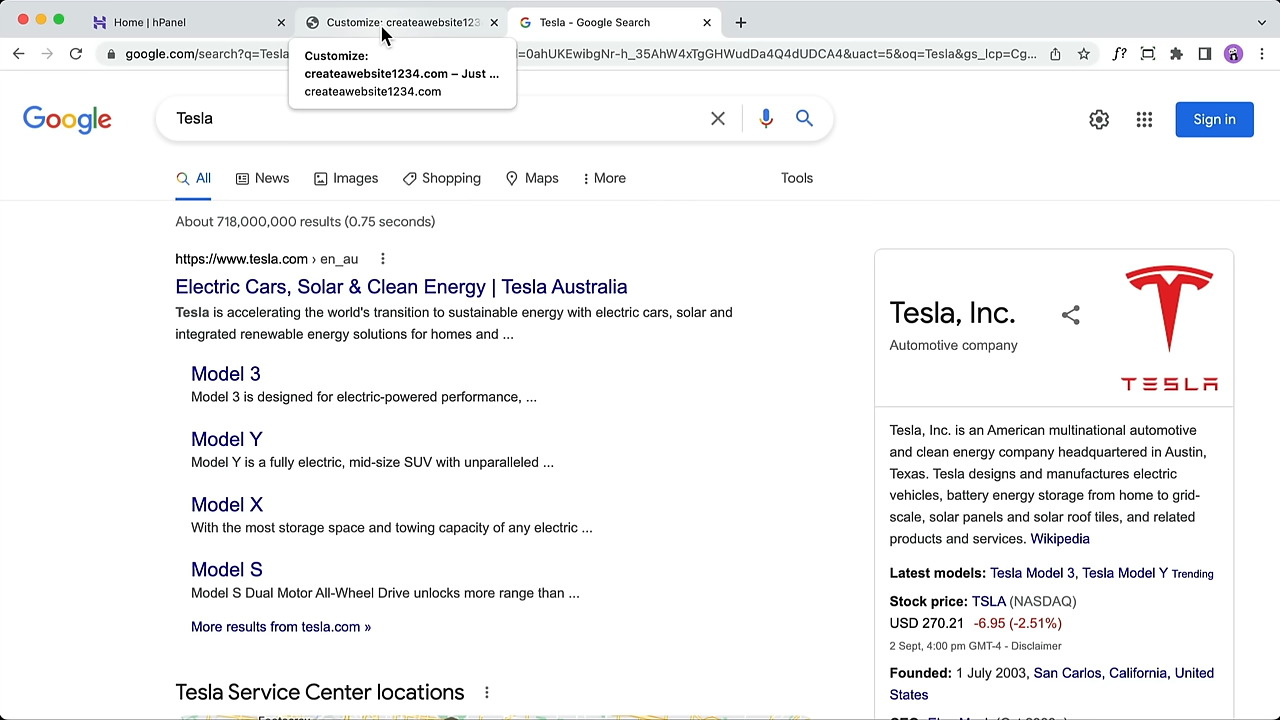 Home | hPanel
Customize: createawebsite123
Tesla - Google Search
google.com/search?q=Tesla
=0ahUKEwibgNr-h_35AhW4xTgGHWudDa4Q4dUDCA4&uact=5&oq=Tesla&gs_lcp=Cg...
f?
Customize:
createawebsite1234.com – Just ...
createawebsite1234.com
Google
Tesla
Sign in
All
News
Images
Shopping
Maps
More
Tools
About 718,000,000 results (0.75 seconds)
https://www.tesla.com › en_au
Electric Cars, Solar & Clean Energy | Tesla Australia
Tesla is accelerating the world's transition to sustainable energy with electric cars, solar and
integrated renewable energy solutions for homes and ...
Model 3
Model 3 is designed for electric-powered performance, ...
Model Y
Model Y is a fully electric, mid-size SUV with unparalleled ...
Model X
With the most storage space and towing capacity of any electric ...
Model S
Model S Dual Motor All-Wheel Drive unlocks more range than ...
More results from tesla.com »
Tesla Service Center locations
Tesla, Inc.
Automotive company
TESLA
Tesla, Inc. is an American multinational automotive
and clean energy company headquartered in Austin,
Texas. Tesla designs and manufactures electric
vehicles, battery energy storage from home to grid-
scale, solar panels and solar roof tiles, and related
products and services. Wikipedia
Latest models: Tesla Model 3, Tesla Model Y Trending
Stock price: TSLA (NASDAQ)
USD 270.21 -6.95 (-2.51%)
2 Sept, 4:00 pm GMT-4 - Disclaimer
Founded: 1 July 2003, San Carlos, California, United
States